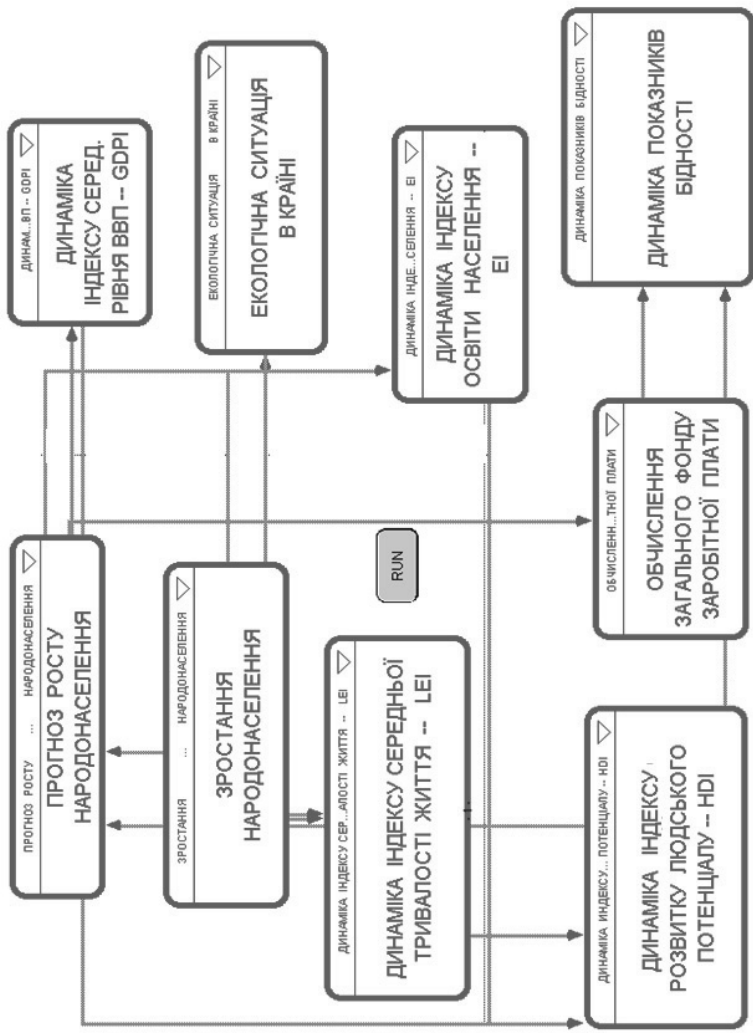 ПРОГНОЗ РОСТУ ... НАРОДОНАСЕЛЕННЯ
ПРОГНОЗ РОСТУ
НАРОДОНАСЕЛЕННЯ
ДИНАМ...ВП -- GDPI
ДИНАМІКА
ІНДЕКСУ СЕРЕД.
РІВНЯ ВВП -- GDPI
ЗРОСТАННЯ ... НАРОДОНАСЕЛЕННЯ
ЗРОСТАННЯ
НАРОДОНАСЕЛЕННЯ
ЕКОЛОГІЧНА СИТУАЦІЯ В КРАЇНІ
ЕКОЛОГІЧНА СИТУАЦІЯ
В КРАЇНІ
ДИНАМІКА ІНДЕКСУ СЕР...АЛОСТІ ЖИТТЯ -- LEI
ДИНАМІКА ІНДЕКСУ СЕРЕДНЬОЇ
ТРИВАЛОСТІ ЖИТТЯ -- LEI
RUN
ДИНАМІКА ІНДЕ...СЕЛЕННЯ -- EI
ДИНАМІКА ІНДЕКСУ
ОСВІТИ НАСЕЛЕННЯ --
EI
ДИНАМІКА ИНДЕКСУ... ПОТЕНЦІАЛУ -- HDI
ДИНАМІКА ІНДЕКСУ
РОЗВИТКУ ЛЮДСЬКОГО
ПОТЕНЦІАЛУ -- HDI
ОБЧИСЛЕНН...ТНОЇ ПЛАТИ
ОБЧИСЛЕННЯ
ЗАГАЛЬНОГО ФОНДУ
ЗАРОБІТНОЇ ПЛАТИ
ДИНАМІКА ПОКАЗНИКІВ БІДНОСТІ
ДИНАМІКА ПОКАЗНИКІВ
БІДНОСТІ